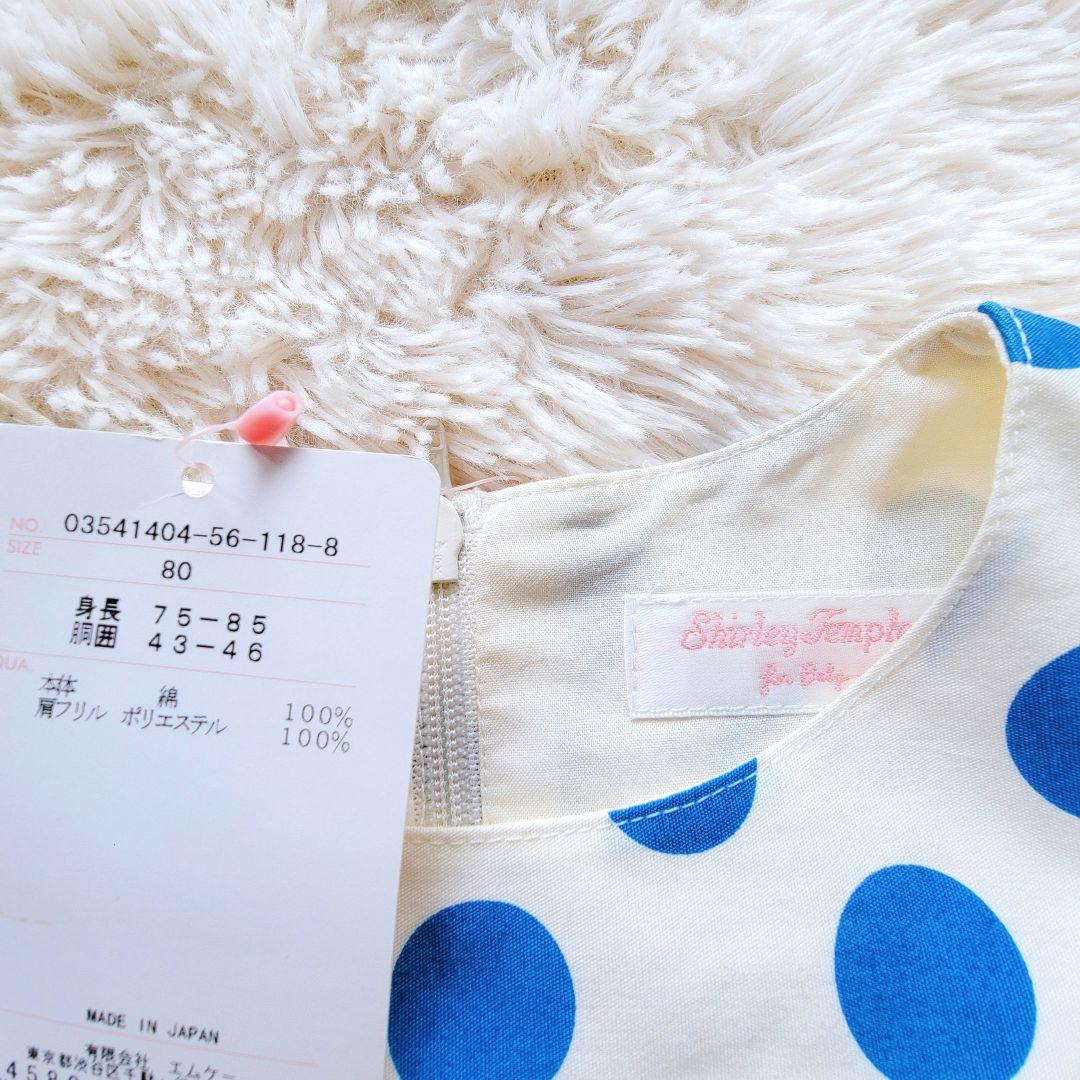 NO. 03541404-56-118-8
SIZE
80
身長 75-85
胴囲 43-46
QUA.
本体 綿 100%
肩フリル ポリエステル 100%
MADE IN JAPAN
有限会社 エムケー
東京都渋谷区千
Shirley Temple
for Baby